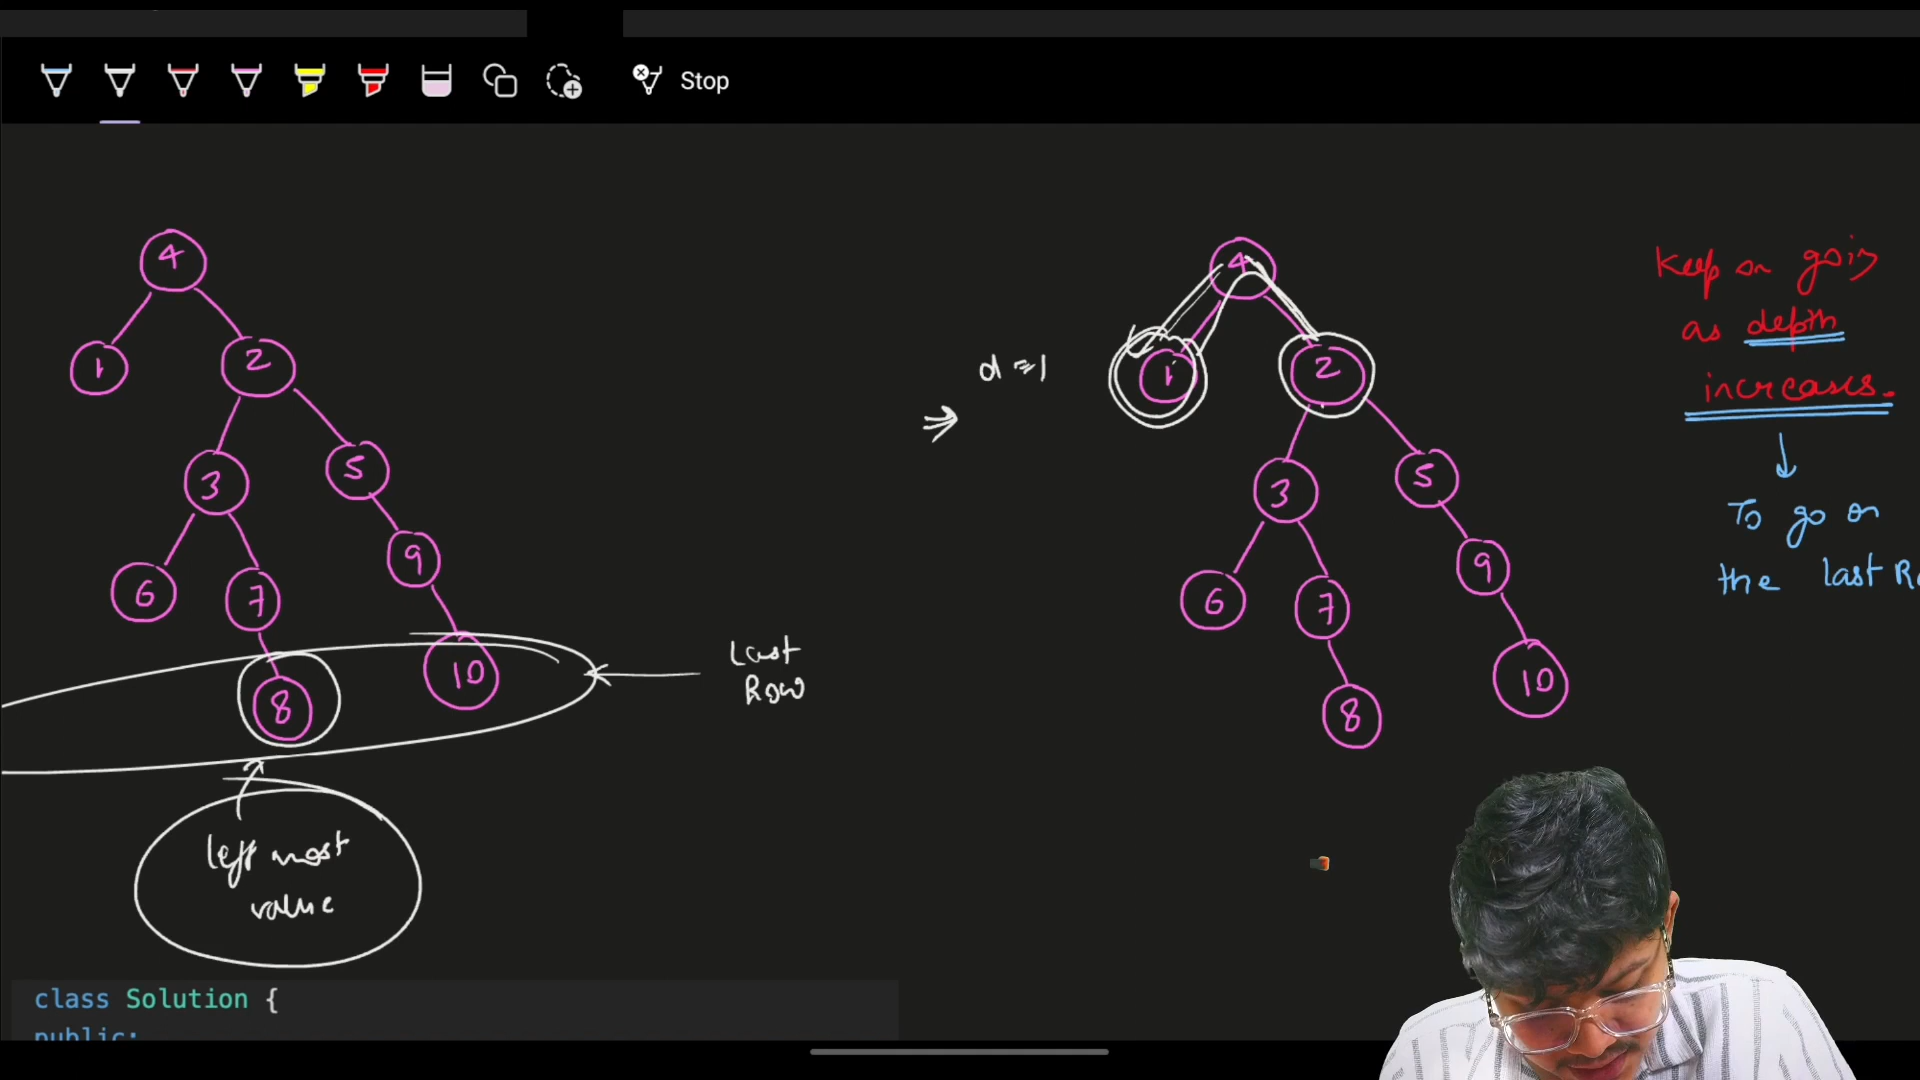 Stop
4
1
2
3
5
6
7
9
8
10
Last
Row
left most
value
d = 1
4
1
2
3
5
6
7
9
8
10
Keep on going
as depth
increases.
To go on
the last
class Solution {
public: